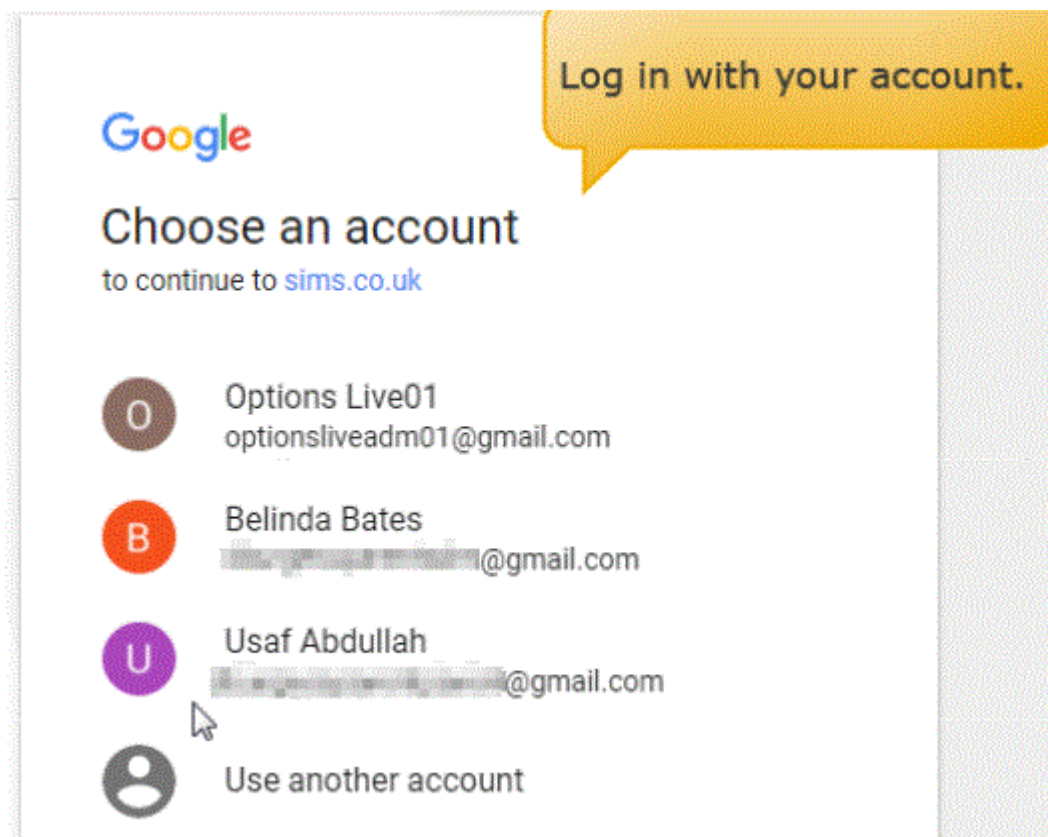 Log in with your account.
Google
Choose an account
to continue to sims.co.uk
O
Options Live01
optionsliveadm01@gmail.com
B
Belinda Bates
@gmail.com
U
Usaf Abdullah
@gmail.com
Use another account